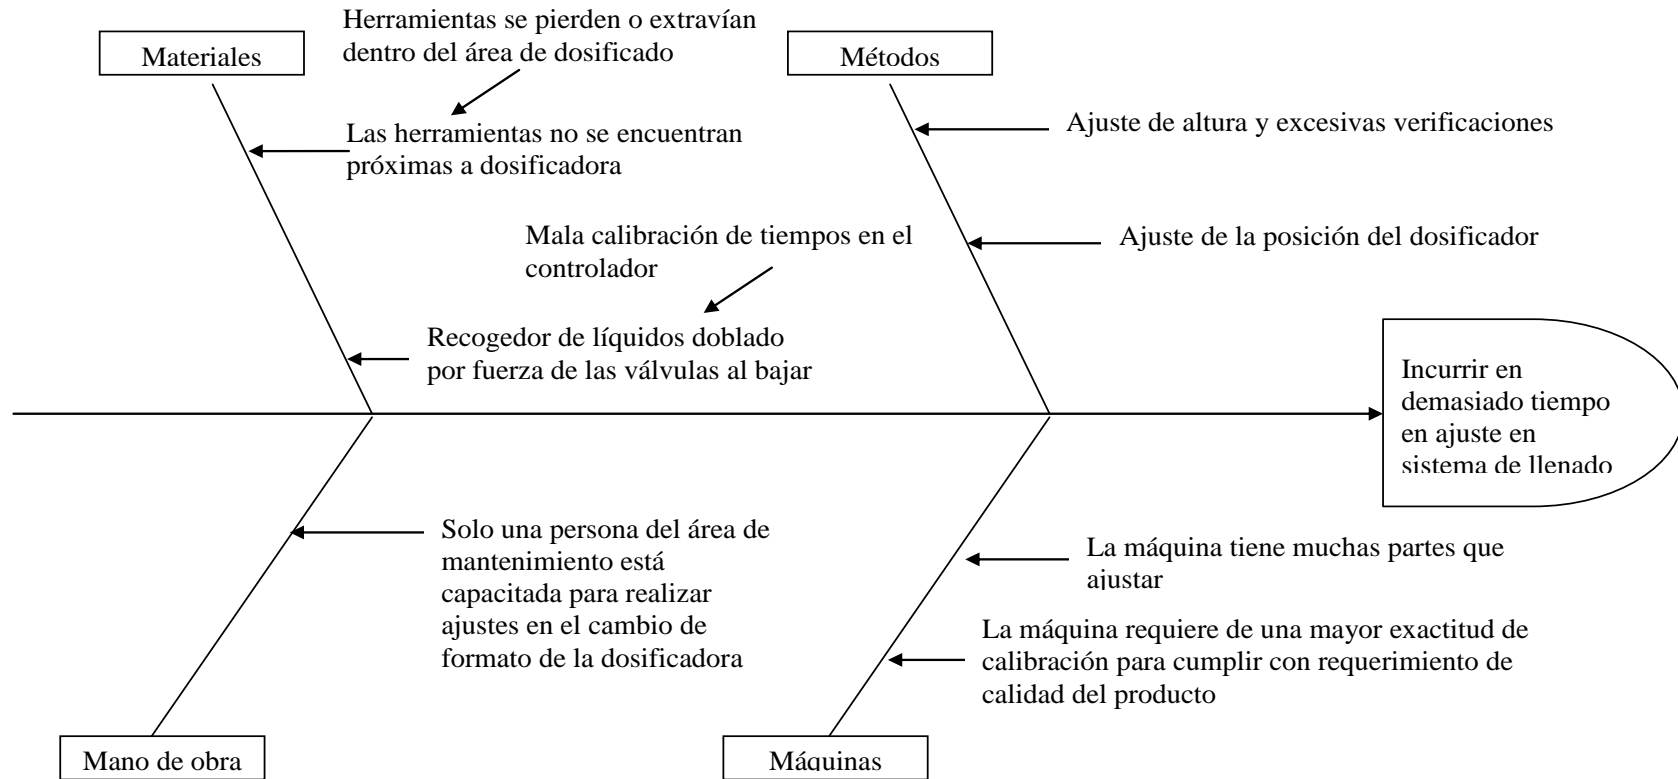 Materiales
Herramientas se pierden o extravían
dentro del área de dosificado
Las herramientas no se encuentran
próximas a dosificadora
Mala calibración de tiempos en el
controlador
Recogedor de líquidos doblado
por fuerza de las válvulas al bajar
Métodos
Ajuste de altura y excesivas verificaciones
Ajuste de la posición del dosificador
Incurrir en
demasiado tiempo
en ajuste en
sistema de llenado
Solo una persona del área de
mantenimiento está
capacitada para realizar
ajustes en el cambio de
formato de la dosificadora
Mano de obra
La máquina tiene muchas partes que
ajustar
La máquina requiere de una mayor exactitud de
calibración para cumplir con requerimiento de
calidad del producto
Máquinas